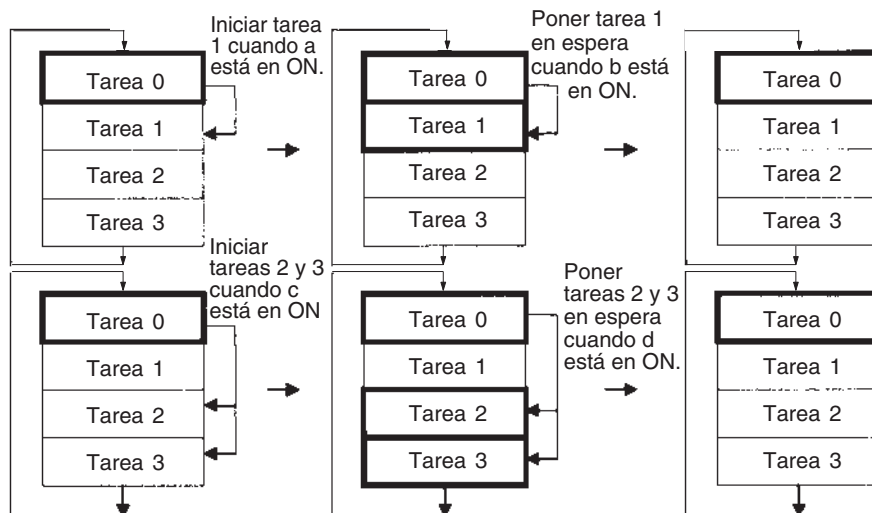 Iniciar tarea
1 cuando a
está en ON.
Poner tarea 1
en espera
cuando b está
en ON.
Tarea 0
Tarea 1
Tarea 2
Tarea 3
Tarea 0
Tarea 1
Tarea 2
Tarea 3
Tarea 0
Tarea 1
Tarea 2
Tarea 3
Iniciar
tareas 2 y 3
cuando c
está en ON
Poner
tareas 2 y 3
en espera
cuando d
está en ON.
Tarea 0
Tarea 1
Tarea 2
Tarea 3
Tarea 0
Tarea 1
Tarea 2
Tarea 3
Tarea 0
Tarea 1
Tarea 2
Tarea 3